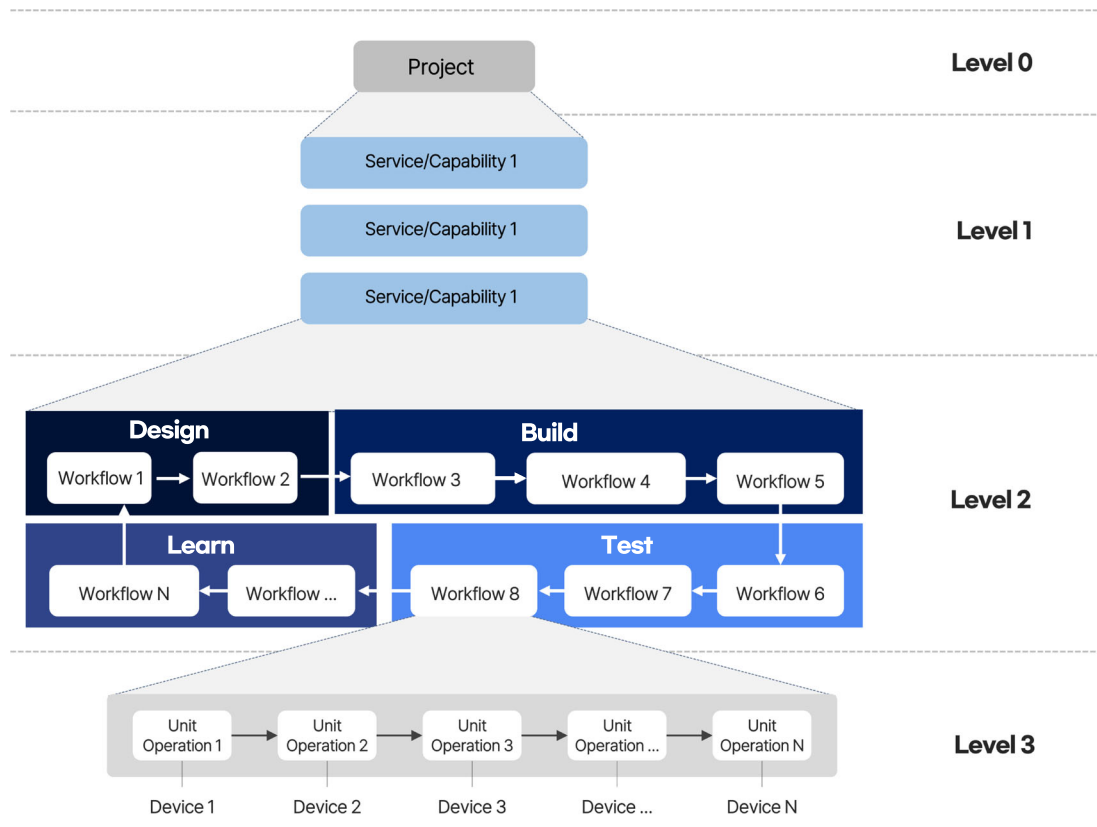 Project
Level 0
Service/Capability 1
Service/Capability 1
Level 1
Service/Capability 1
Design
Build
Workflow 1
Workflow 2
Workflow 3
Workflow 4
Workflow 5
Level 2
Learn
Test
Workflow N
Workflow ...
Workflow 8
Workflow 7
Workflow 6
Unit
Operation 1
Unit
Operation 2
Unit
Operation 3
Unit
Operation ...
Unit
Operation N
Level 3
Device 1
Device 2
Device 3
Device ...
Device N